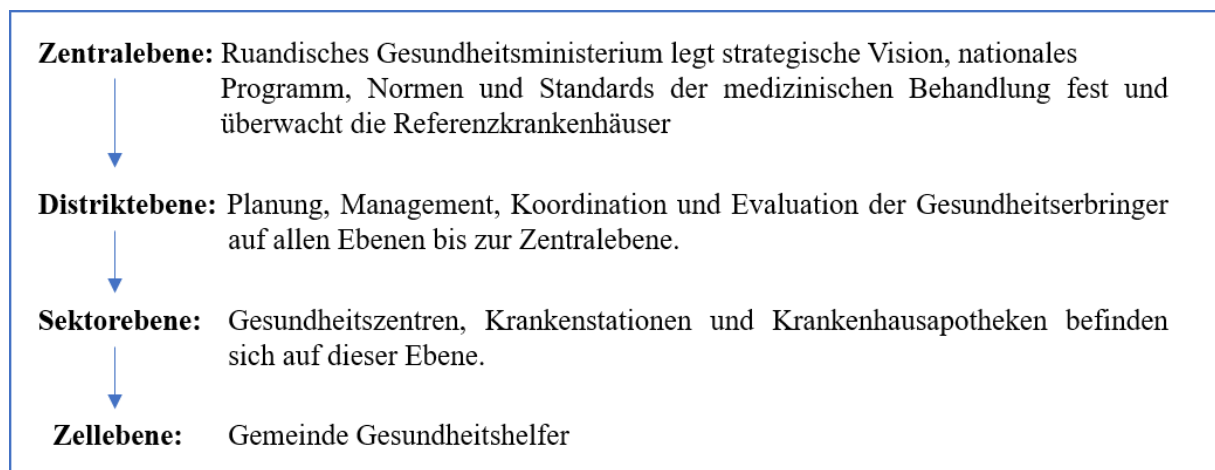 Zentralebene: Ruandisches Gesundheitsministerium legt strategische Vision, nationales
Programm, Normen und Standards der medizinischen Behandlung fest und
überwacht die Referenzkrankenhäuser
Distriktebene: Planung, Management, Koordination und Evaluation der Gesundheitserbringer
auf allen Ebenen bis zur Zentralebene.
Sektorebene: Gesundheitszentren, Krankenstationen und Krankenhausapotheken befinden
sich auf dieser Ebene.
Zellebene: Gemeinde Gesundheitshelfer